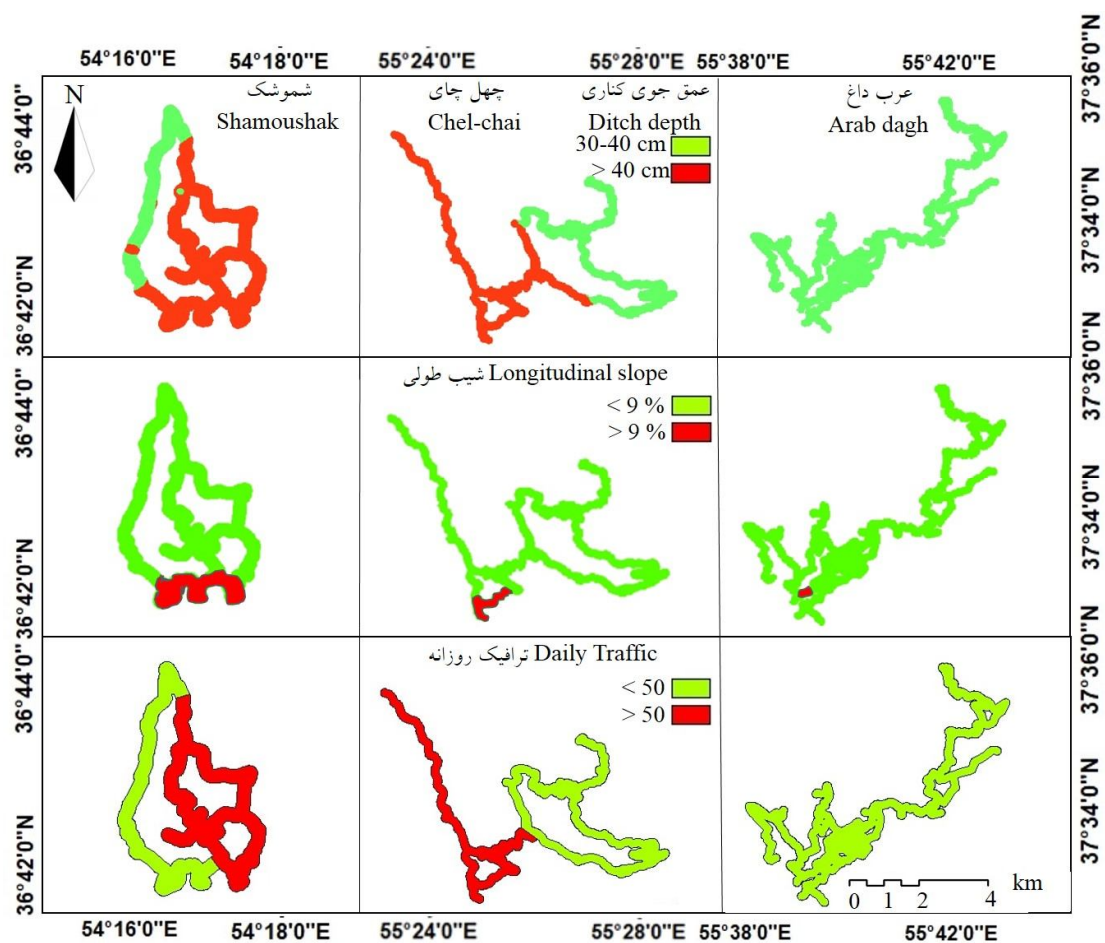 54°16'0"E 54°18'0"E 55°24'0"E 55°28'0"E 55°38'0"E 55°42'0"E
37°36'0"N
36°44'0"
N
شموشک
Shamoushak
چهل چای
Chel-chai
عمق جوی کناری
Ditch depth
30-40 cm
> 40 cm
عرب داغ
Arab dagh
37°34'0"N
36°42'0"N
37°36'0"N
36°44'0"N
شیب طولی Longitudinal slope
< 9 %
> 9 %
37°34'0"N
36°42'0"N
37°36'0"N
36°44'0"N
ترافیک روزانه Daily Traffic
< 50
> 50
37°34'0"N
36°42'0"N
km
0 1 2 4
54°16'0"E 54°18'0"E 55°24'0"E 55°28'0"E 55°38'0"E 55°42'0"E